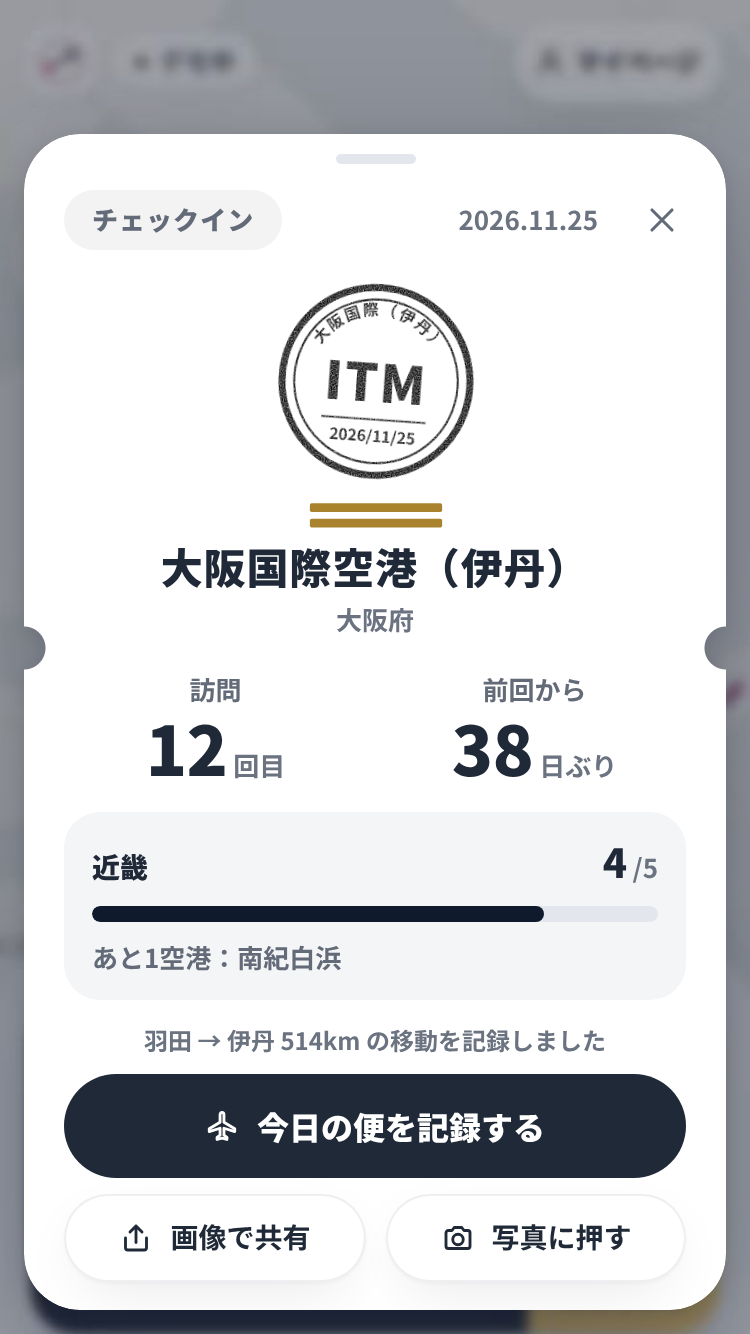 チェックイン
2026.11.25
大阪国際（伊丹）
ITM
2026/11/25
大阪国際空港（伊丹）
大阪府
訪問
前回から
12回目
38日ぶり
近畿
4/5
あと1空港：南紀白浜
羽田 → 伊丹 514km の移動を記録しました
今日の便を記録する
画像で共有
写真に押す